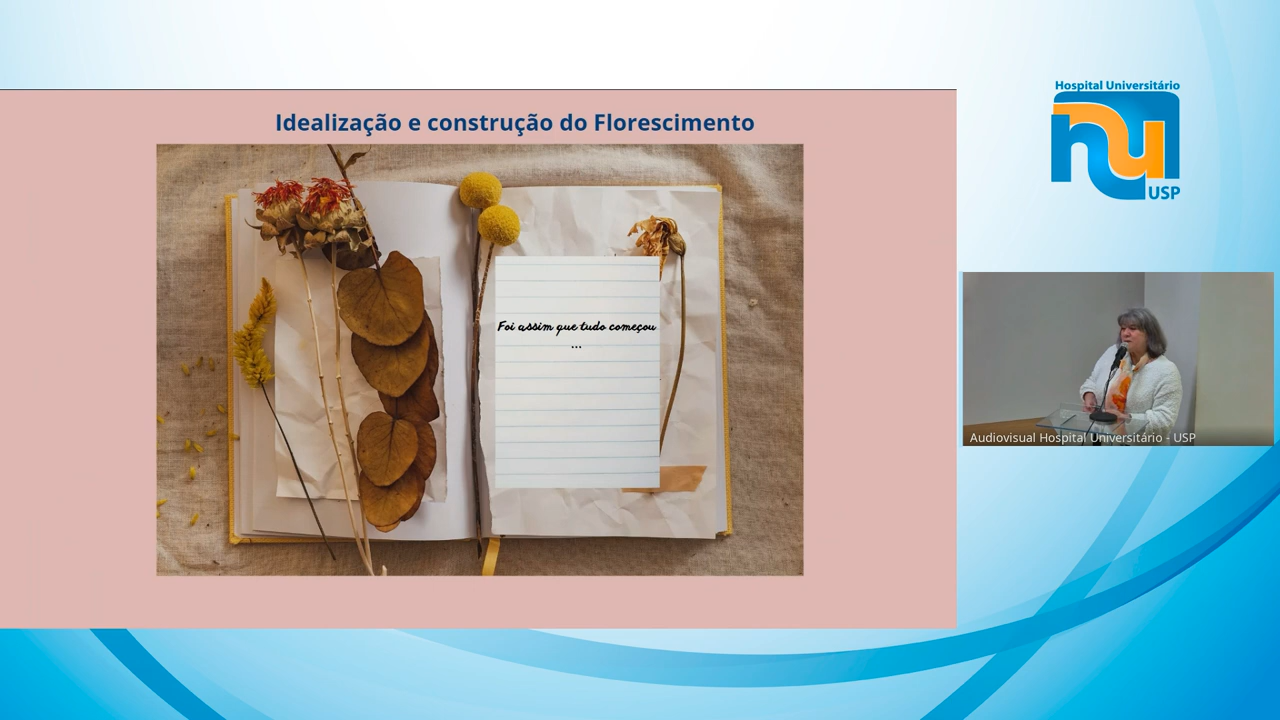 Idealização e construção do Florescimento
Foi assim que tudo começou
...
Hospital Universitário
hu
USP
Audiovisual Hospital Universitário - USP